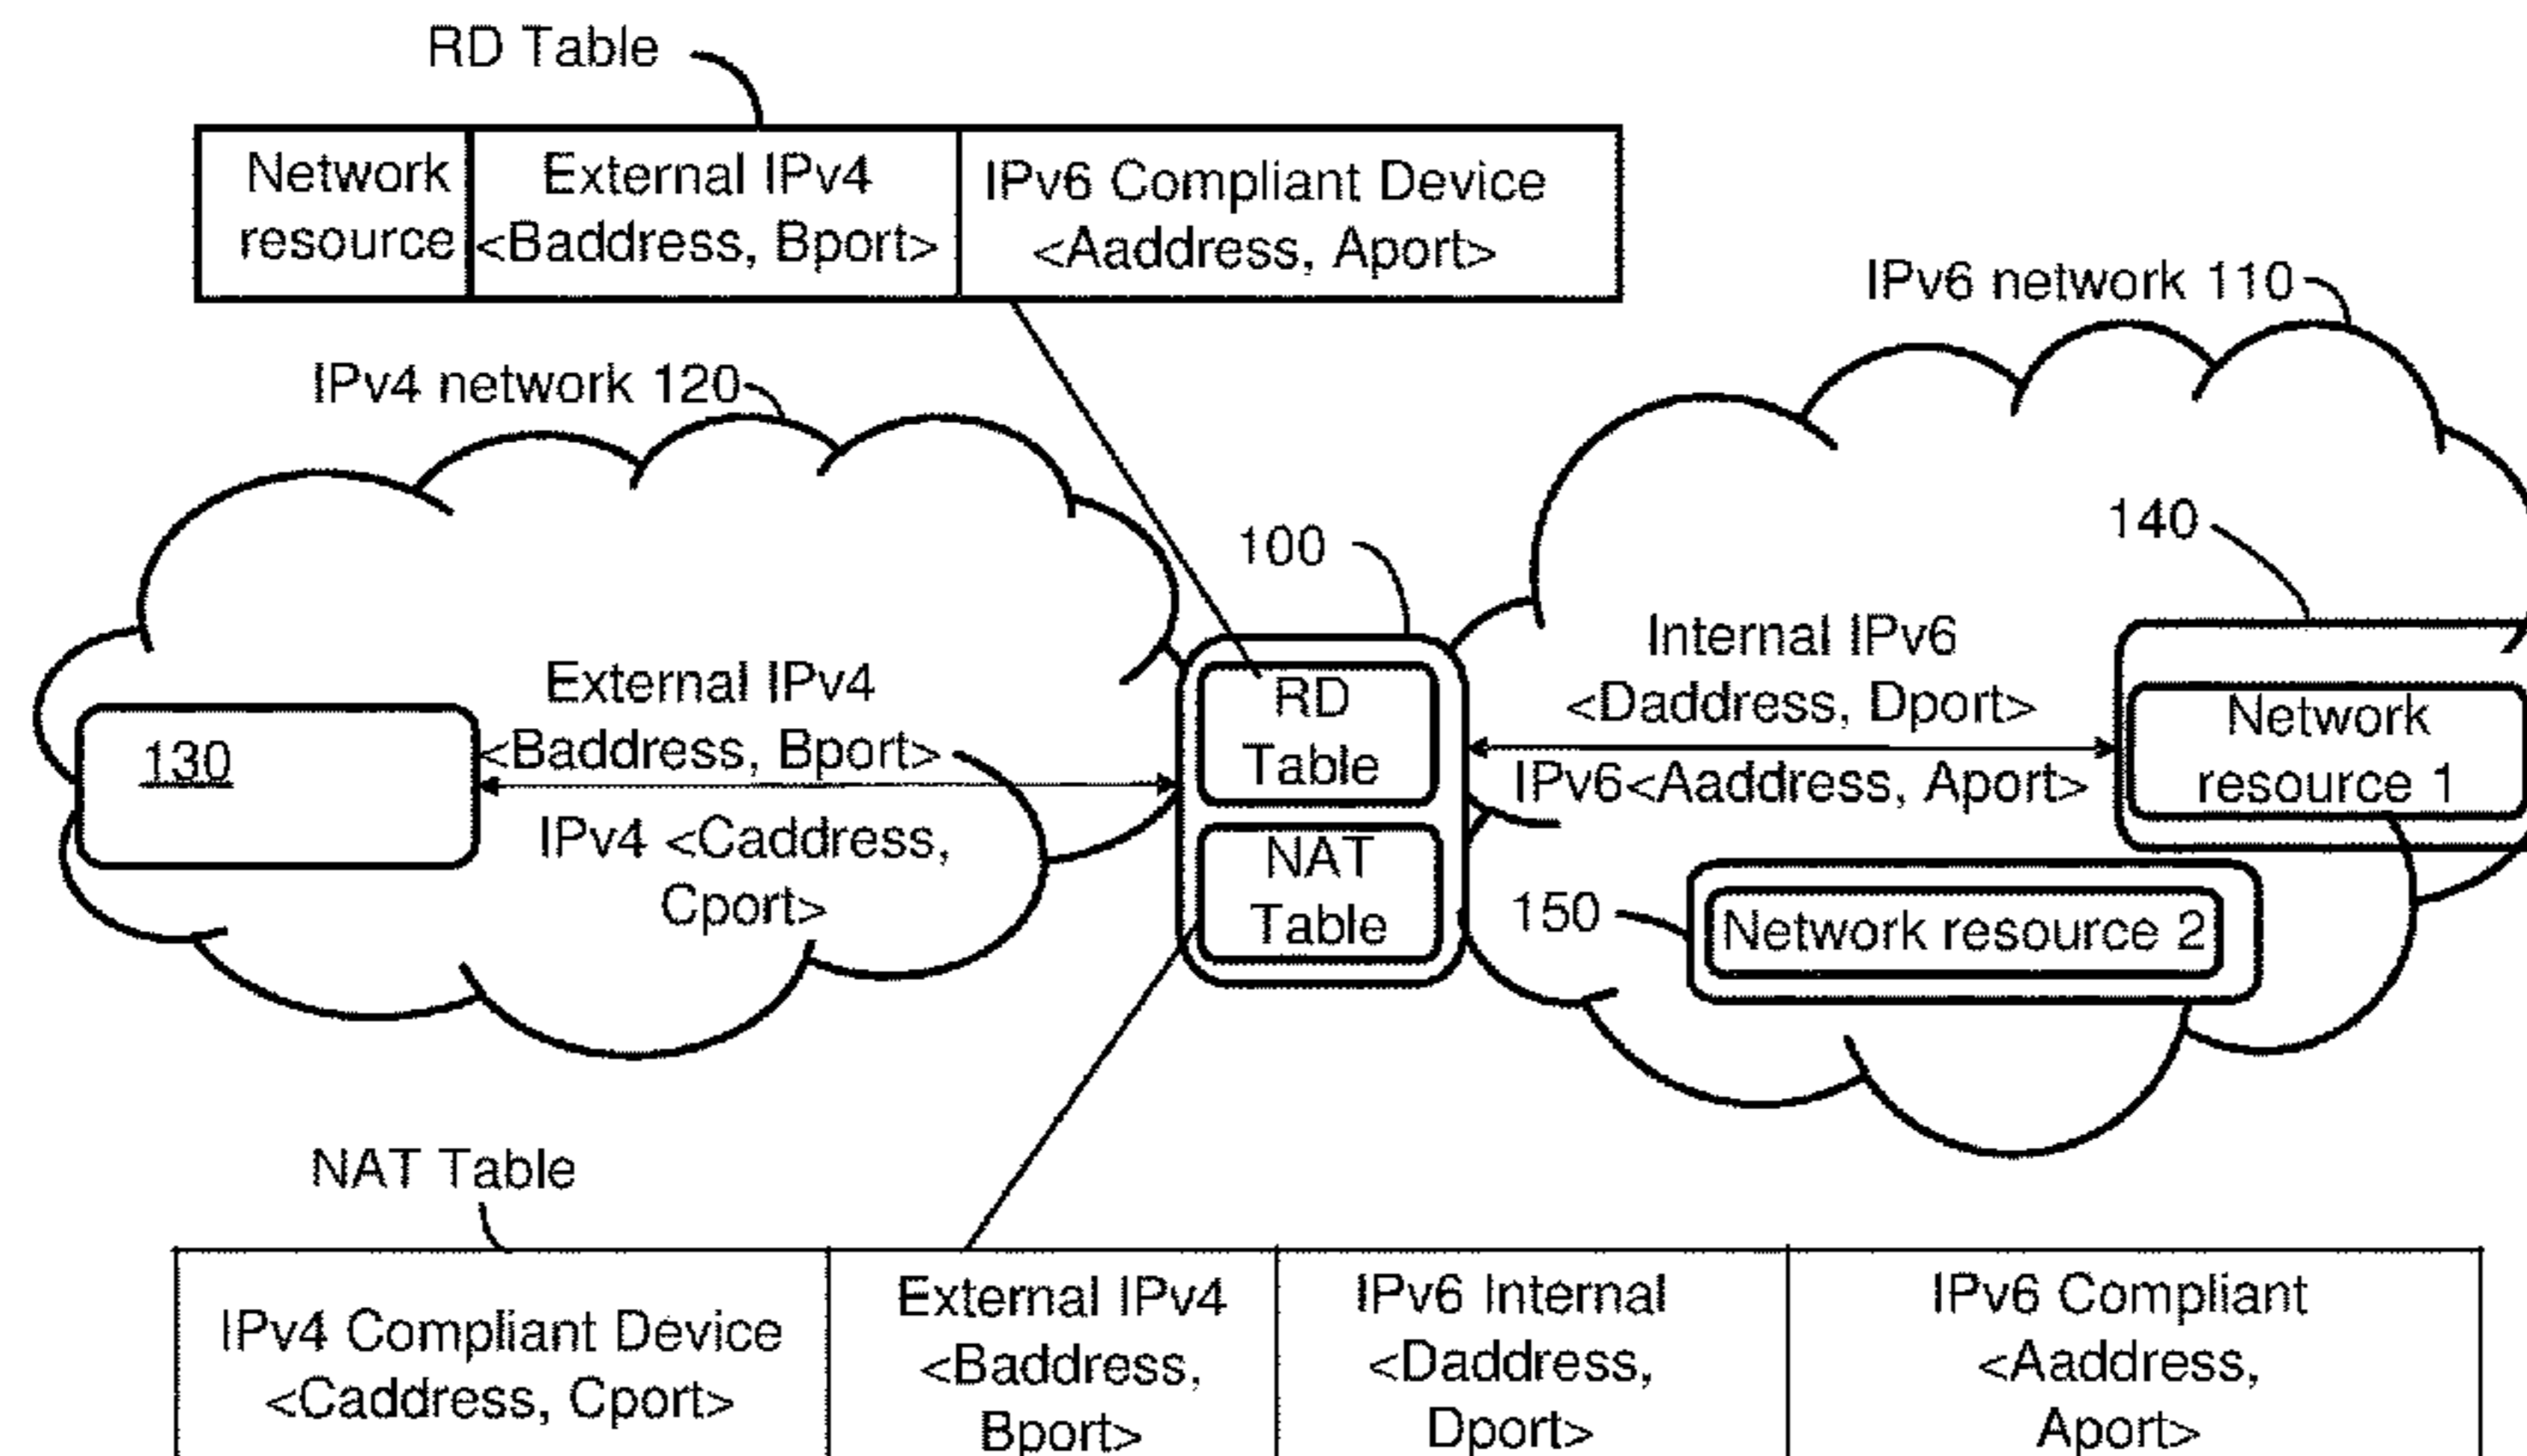 RD Table
Network
resource
External IPv4
<Baddress, Bport>
IPv6 Compliant Device
<Aaddress, Aport>
IPv6 network 110
IPv4 network 120
140
100
Internal IPv6
<Daddress, Dport>
IPv6<Aaddress, Aport>
External IPv4
<Baddress, Bport>
IPv4 <Caddress,
Cport>
130
RD
Table
NAT
Table
Network
resource 1
150
Network resource 2
NAT Table
IPv4 Compliant Device
<Caddress, Cport>
External IPv4
<Baddress,
Bport>
IPv6 Internal
<Daddress,
Dport>
IPv6 Compliant
<Aaddress,
Aport>